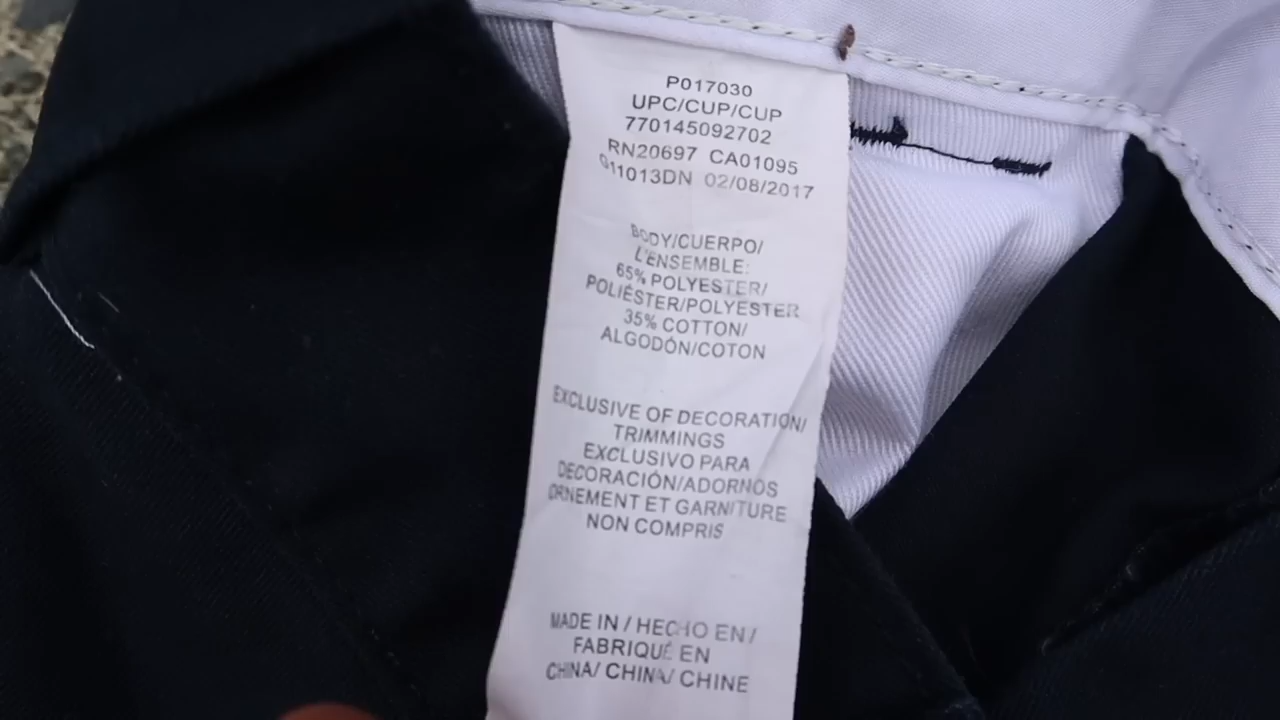 P017030
UPC/CUP/CUP
770145092702
RN20697 CA01095
011013DN 02/08/2017
BODY/CUERPO/
L'ENSEMBLE:
65% POLYESTER/
POLIÉSTER/POLYESTER
35% COTTON/
ALGODÓN/COTON
EXCLUSIVE OF DECORATION/
TRIMMINGS
EXCLUSIVO PARA
DECORACIÓN/ADORNOS
ORNEMENT ET GARNITURE
NON COMPRIS
MADE IN / HECHO EN /
FABRIQUÉ EN
CHINA/ CHINA/ CHINE